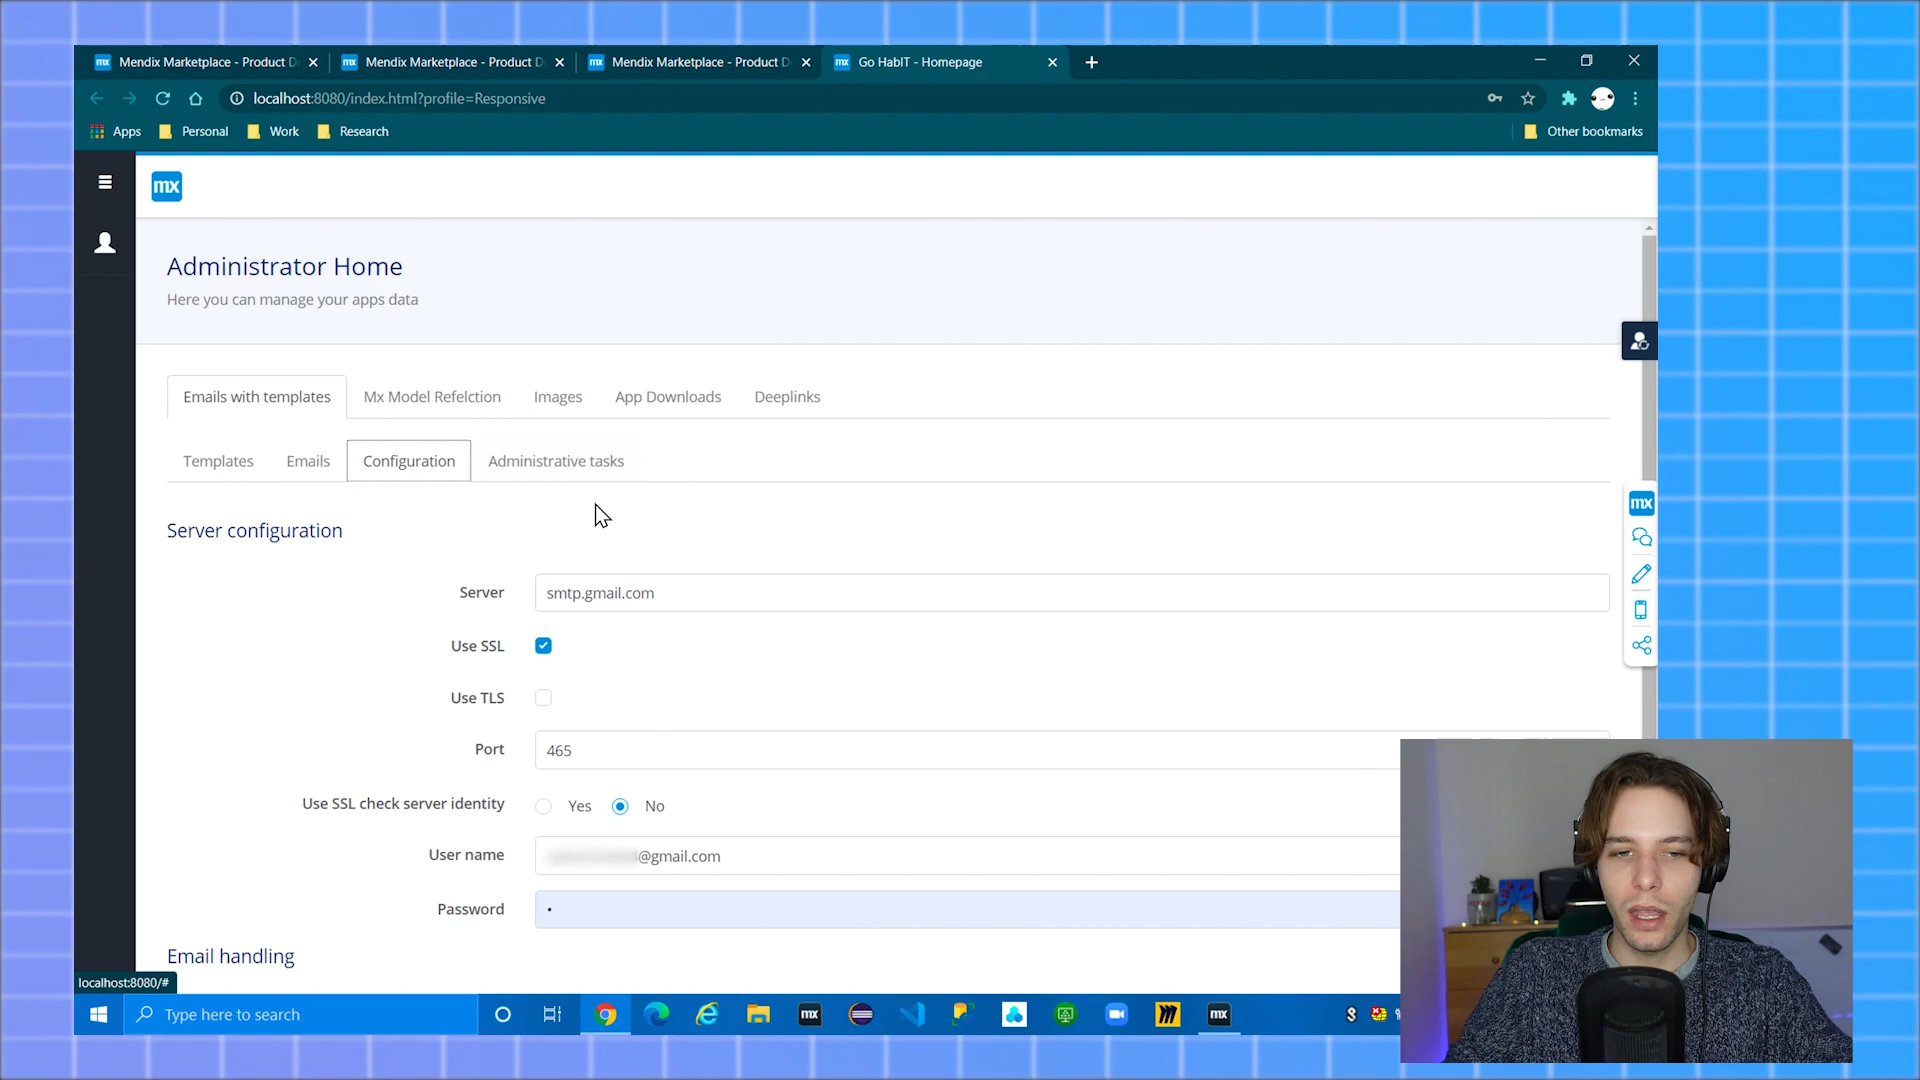 Mendix Marketplace - Product D
Mendix Marketplace - Product D
Mendix Marketplace - Product D
Go HabIT - Homepage
localhost:8080/index.html?profile=Responsive
Apps
Personal
Work
Research
Other bookmarks
mx
Administrator Home
Here you can manage your apps data
Emails with templates
Mx Model Refelction
Images
App Downloads
Deeplinks
Templates
Emails
Configuration
Administrative tasks
mx
Server configuration
Server
smtp.gmail.com
Use SSL
Use TLS
Port
465
Use SSL check server identity
Yes
No
User name
@gmail.com
Password
Email handling
localhost:8080/#
Type here to search
mx
mx